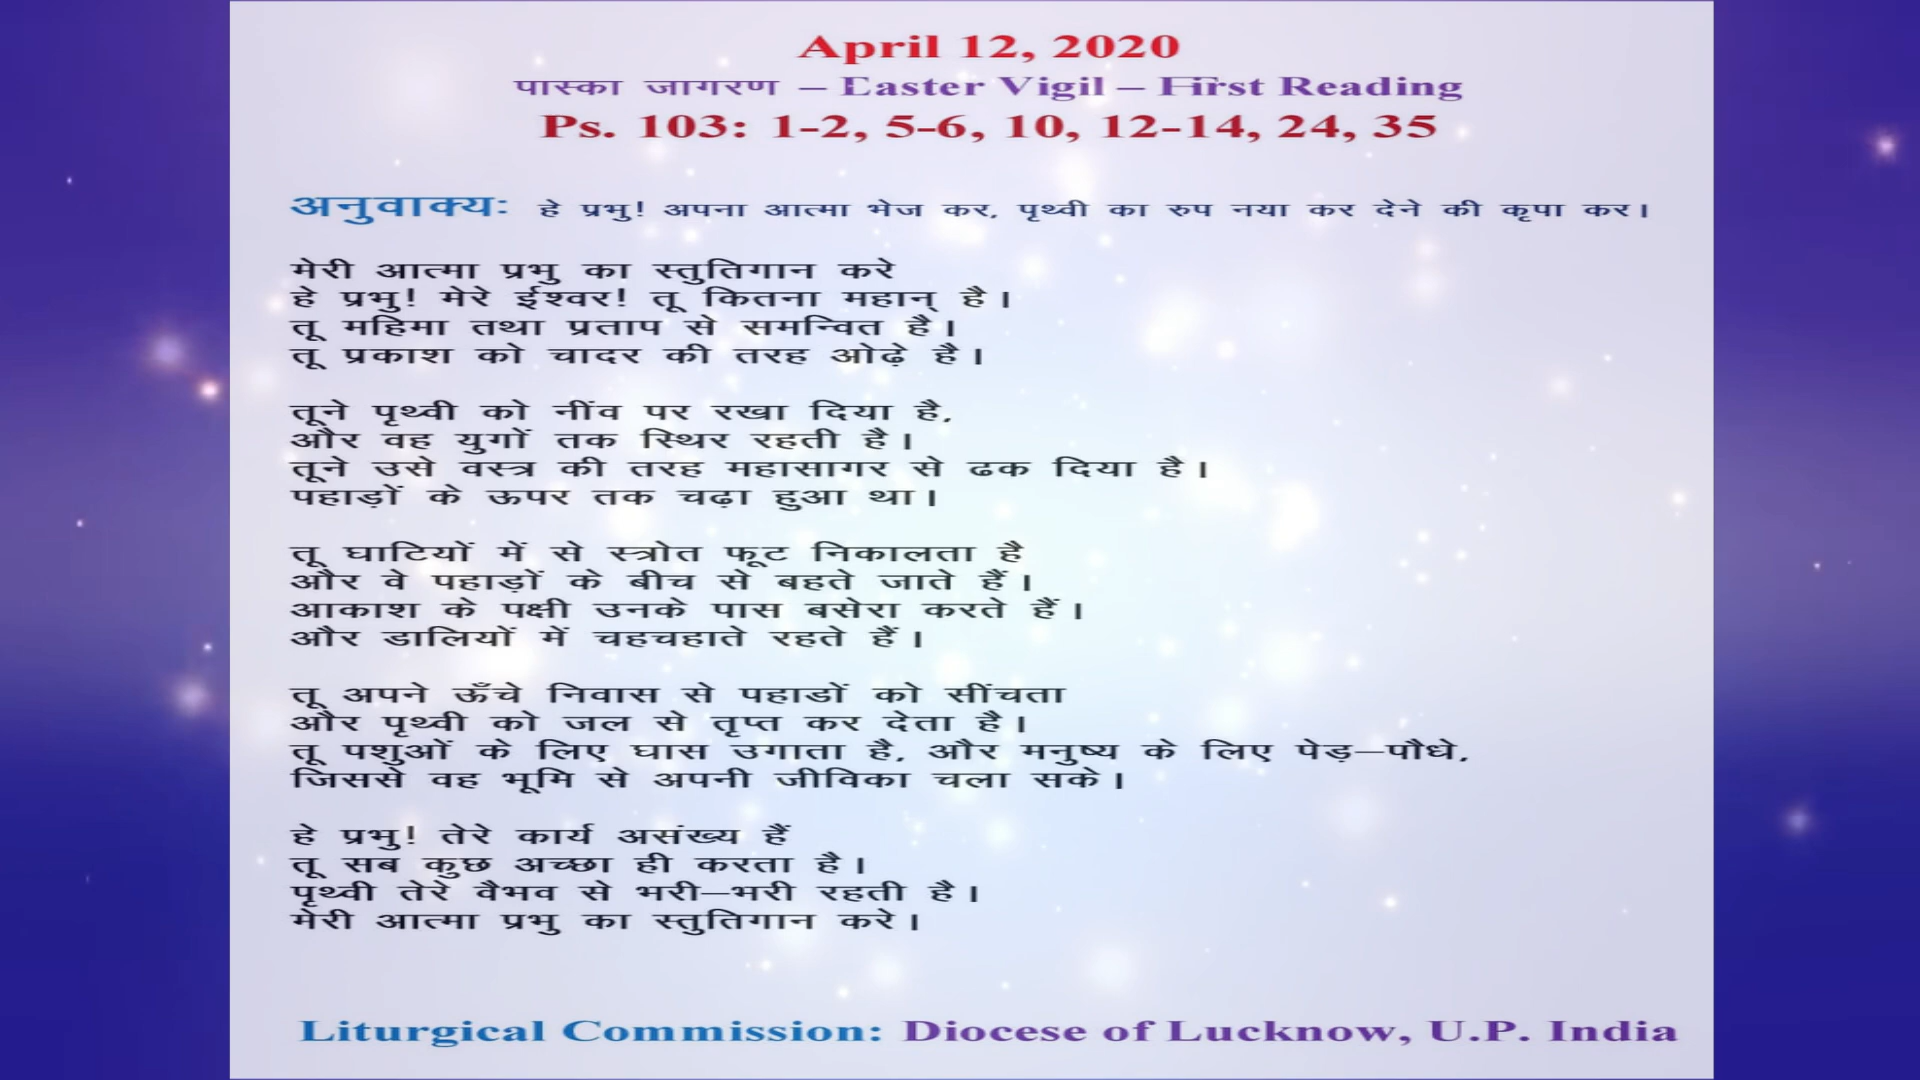 April 12, 2020
पास्का जागरण – Easter Vigil – First Reading
Ps. 103: 1-2, 5-6, 10, 12-14, 24, 35
अनुवाक्य: हे प्रभु! अपना आत्मा भेज कर, पृथ्वी का रुप नया कर देने की कृपा कर।
मेरी आत्मा प्रभु का स्तुतिगान करे
हे प्रभु! मेरे ईश्वर! तू कितना महान् है।
तू महिमा तथा प्रताप से समन्वित है।
तू प्रकाश को चादर की तरह ओढ़े है।
तूने पृथ्वी को नींव पर रखा दिया है,
और वह युगों तक स्थिर रहती है।
तूने उसे वस्त्र की तरह महासागर से ढक दिया है।
पहाड़ों के ऊपर तक चढ़ा हुआ था।
तू घाटियों में से स्त्रोत फूट निकालता है
और वे पहाड़ों के बीच से बहते जाते हैं।
आकाश के पक्षी उनके पास बसेरा करते हैं।
और डालियों में चहचहाते रहते हैं।
तू अपने ऊँचे निवास से पहाडों को सींचता
और पृथ्वी को जल से तृप्त कर देता है।
तू पशुओं के लिए घास उगाता है, और मनुष्य के लिए पेड़–पौधे,
जिससे वह भूमि से अपनी जीविका चला सके।
हे प्रभु! तेरे कार्य असंख्य हैं
तू सब कुछ अच्छा ही करता है।
पृथ्वी तेरे वैभव से भरी–भरी रहती है।
मेरी आत्मा प्रभु का स्तुतिगान करे।
Liturgical Commission: Diocese of Lucknow, U.P. India